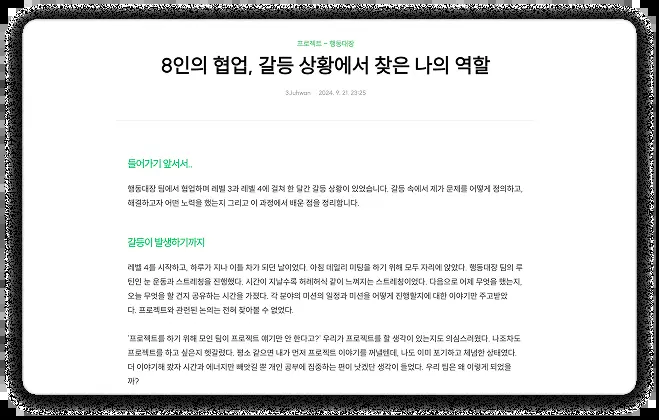 프로젝트 - 행동대장
8인의 협업, 갈등 상황에서 찾은 나의 역할
3Juhwan 2024. 9. 21. 23:25
들어가기 앞서서..
행동대장 팀에서 협업하며 레벨 3과 레벨 4에 걸쳐 한 달간 갈등 상황이 있었습니다. 갈등 속에서 제가 문제를 어떻게 정의하고,
해결하고자 어떤 노력을 했는지 그리고 이 과정에서 배운 점을 정리합니다.
갈등이 발생하기까지
레벨 4를 시작하고, 하루가 지나 이틀 차가 되던 날이었다. 아침 데일리 미팅을 하기 위해 모두 자리에 앉았다. 행동대장 팀의 루
틴인 눈 운동과 스트레칭을 진행했다. 시간이 지날수록 허례허식 같이 느껴지는 스트레칭이었다. 다음으로 어제 무엇을 했는지,
오늘 무엇을 할 건지 공유하는 시간을 가졌다. 각 분야의 미션의 일정과 미션을 어떻게 진행할지에 대한 이야기만 주고받았
다. 프로젝트와 관련된 논의는 전혀 찾아볼 수 없었다.
'프로젝트를 하기 위해 모인 팀이 프로젝트 얘기만 안 한다고?' 우리가 프로젝트를 할 생각이 있는지도 의심스러웠다. 나조차도
프로젝트를 하고 싶은지 헷갈렸다. 평소 같으면 내가 먼저 프로젝트 이야기를 꺼낼텐데, 나도 이미 포기하고 체념한 상태였다.
더 이야기해 봤자 시간과 에너지만 빼앗길 뿐 개인 공부에 집중하는 편이 낫겠단 생각이 들었다. 우리 팀은 왜 이렇게 되었을
까?